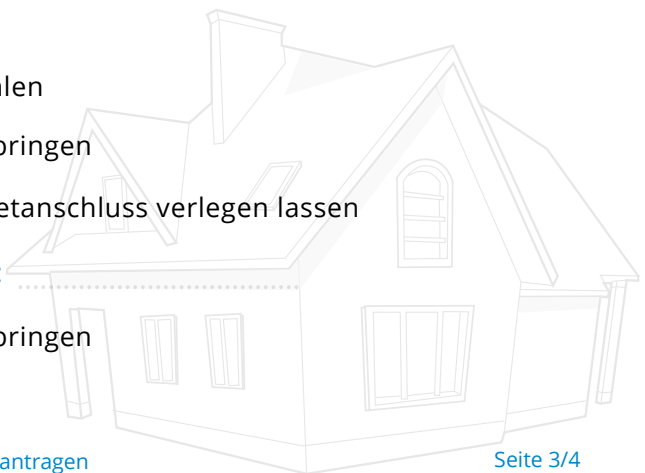 len
bringen
etanschluss verlegen lassen
:
bringen
antragen
Seite 3/4